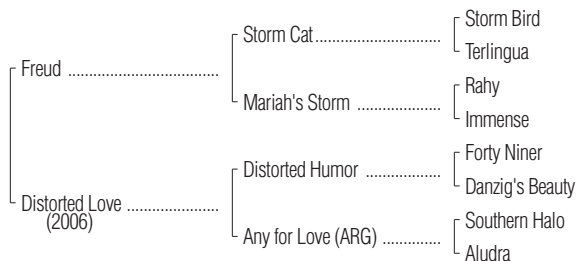 Storm Bird
Storm Cat
Terlingua
Freud
Rahy
Mariah's Storm
Immense
Forty Niner
Distorted Humor
Danzig's Beauty
Distorted Love
(2006)
Southern Halo
Any for Love (ARG)
Aludra